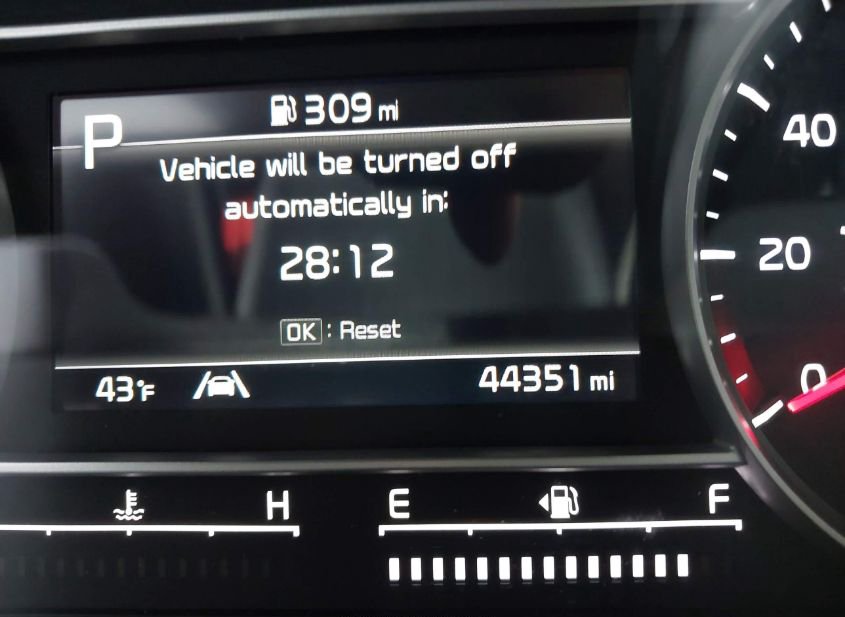 P
309 mi
Vehicle will be turned off
automatically in:
28:12
OK : Reset
43°F
44351 mi
H
E
F
40
20
0